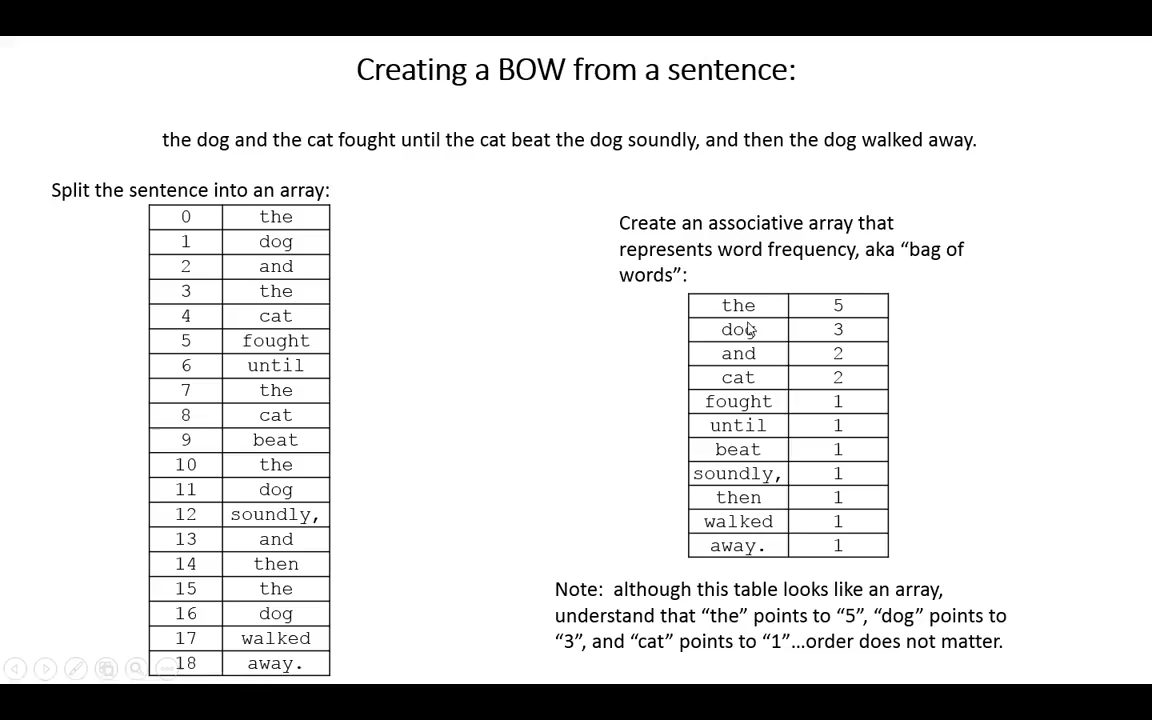 Creating a BOW from a sentence:
the dog and the cat fought until the cat beat the dog soundly, and then the dog walked away.
Split the sentence into an array:
0 the
1 dog
2 and
3 the
4 cat
5 fought
6 until
7 the
8 cat
9 beat
10 the
11 dog
12 soundly,
13 and
14 then
15 the
16 dog
17 walked
18 away.
Create an associative array that
represents word frequency, aka “bag of
words”:
the 5
dog 3
and 2
cat 2
fought 1
until 1
beat 1
soundly, 1
then 1
walked 1
away. 1
Note: although this table looks like an array,
understand that “the” points to “5”, “dog” points to
“3”, and “cat” points to “1”…order does not matter.